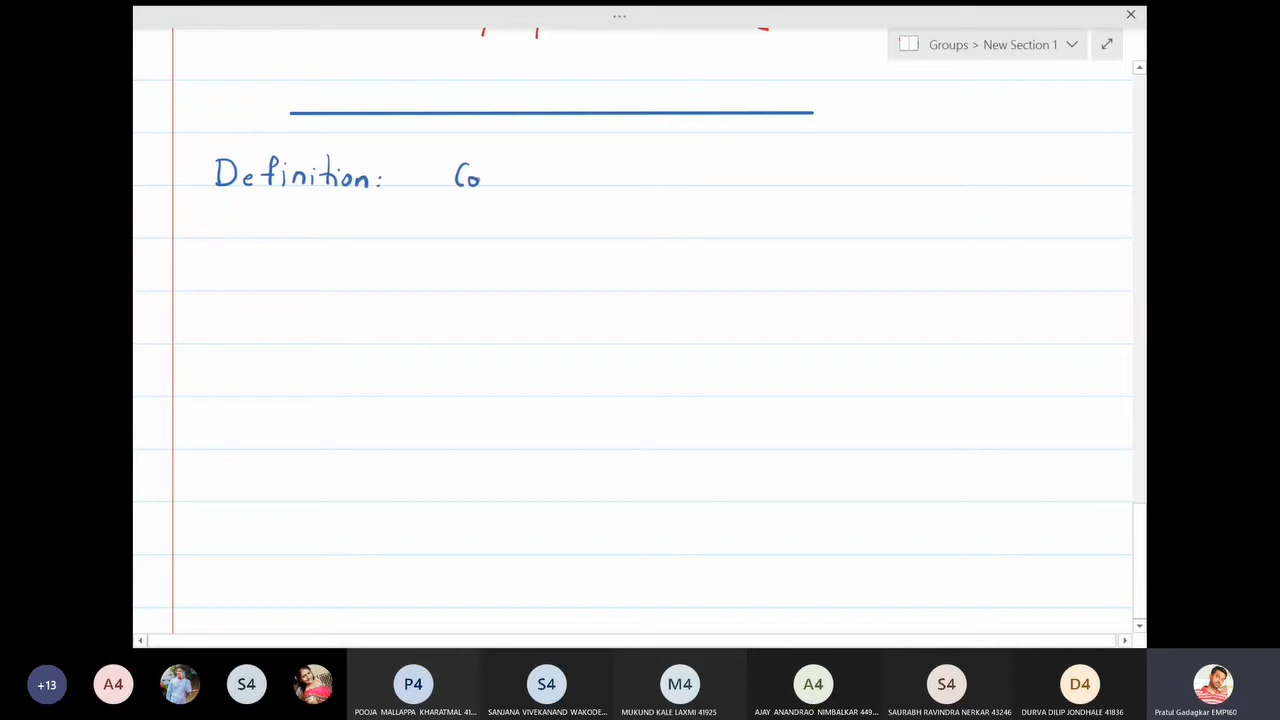 Groups > New Section 1
Definition: Co
+13
A4
S4
P4
S4
M4
A4
S4
D4
POOJA MALLAPPA KHARATMAL 41...
SANJANA VIVEKANAND WAKODE...
MUKUND KALE LAXMI 41925
AJAY ANANDRAO NIMBALKAR 449...
SAURABH RAVINDRA NERKAR 43246
DURVA DILIP JONDHALE 41836
Pratul Gadagkar EMP160